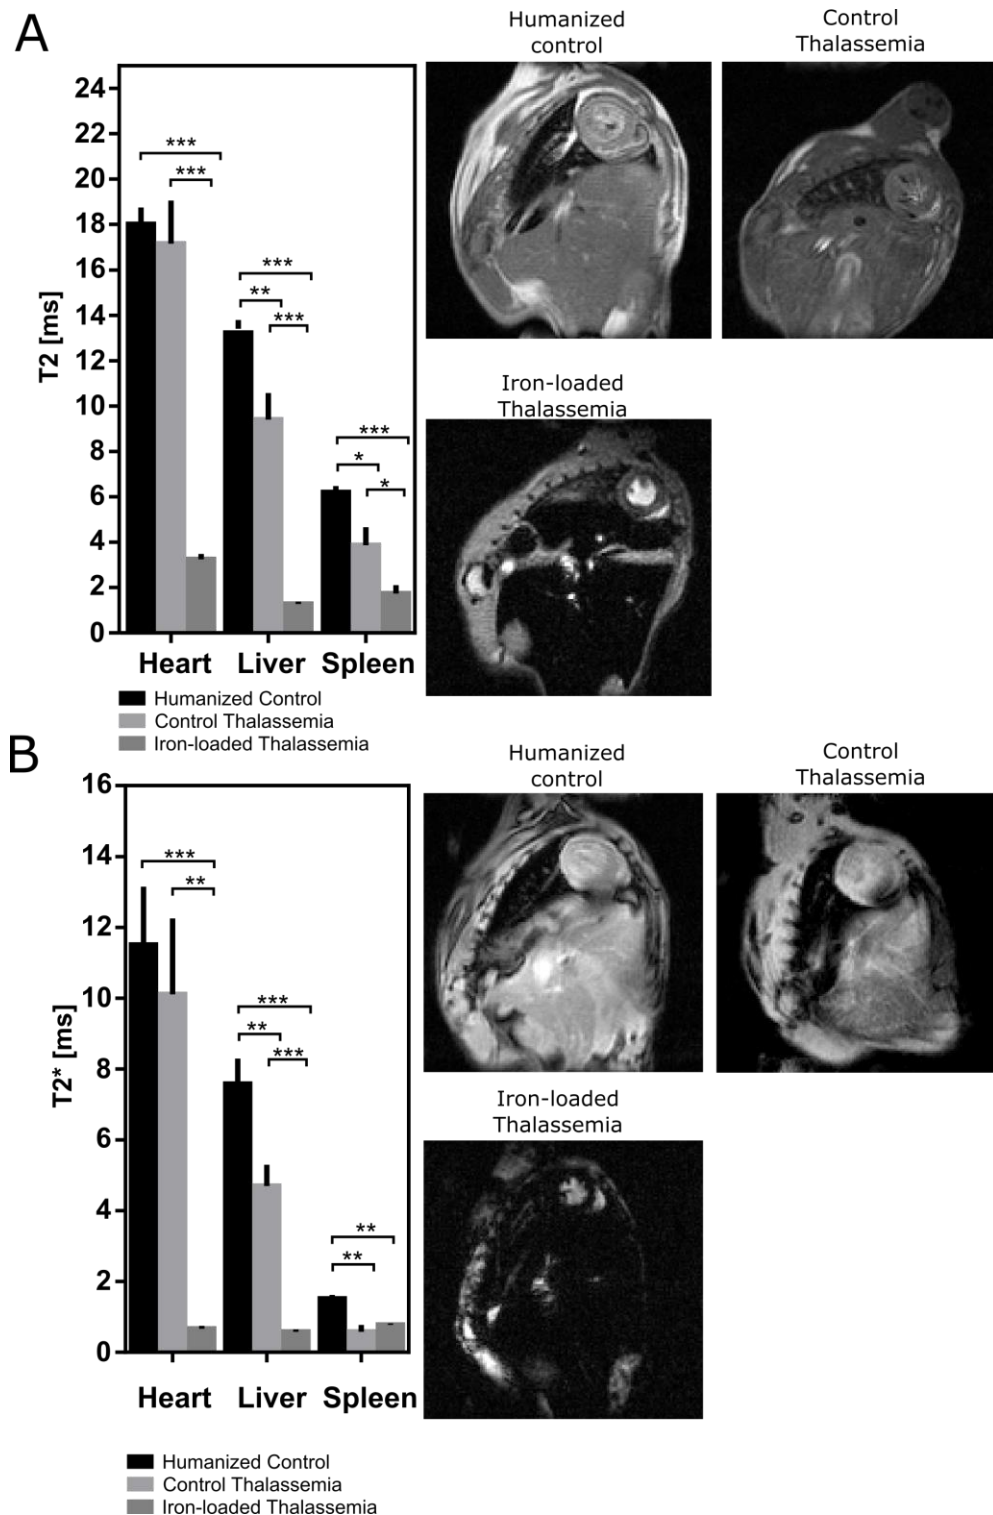 A
Humanized
control
Control
Thalassemia
24
22
20
18
16
14
12
10
8
6
4
2
0
T2 [ms]
***
***
***
**
***
***
*
*
Heart Liver Spleen
Humanized Control
Control Thalassemia
Iron-loaded Thalassemia
Iron-loaded
Thalassemia
B
Humanized
control
Control
Thalassemia
16
14
12
10
8
6
4
2
0
T2* [ms]
***
**
***
**
***
**
**
Heart Liver Spleen
Humanized Control
Control Thalassemia
Iron-loaded Thalassemia
Iron-loaded
Thalassemia